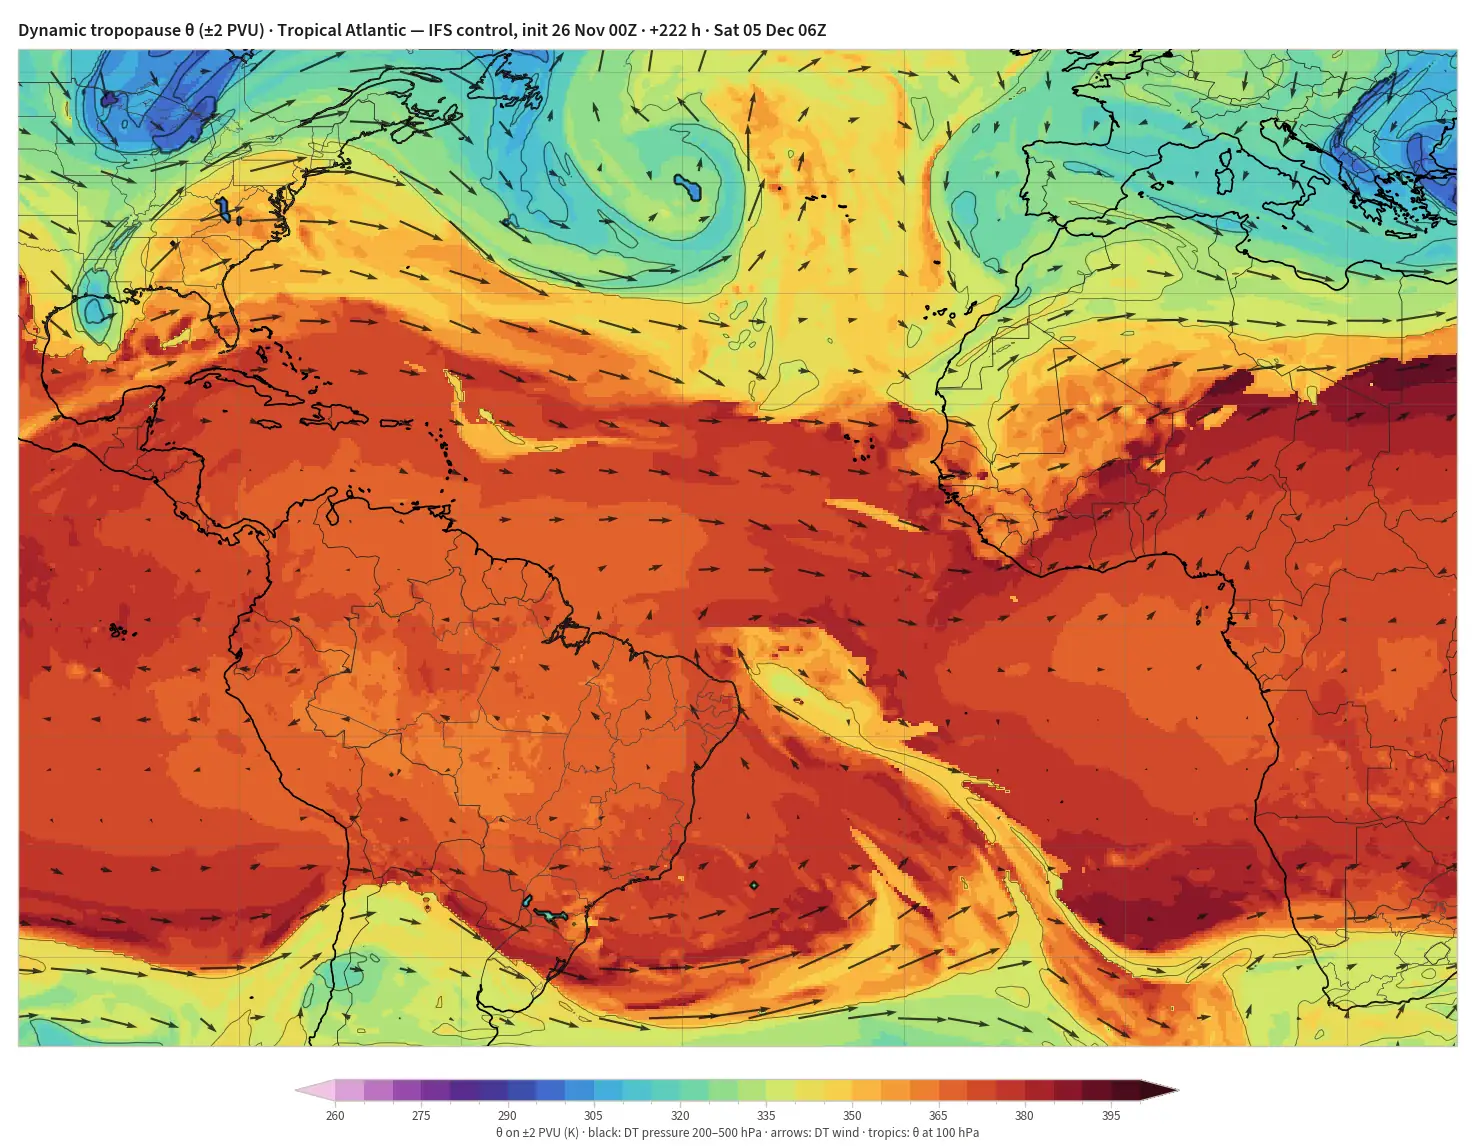 Dynamic tropopause θ (±2 PVU) · Tropical Atlantic — IFS control, init 26 Nov 00Z · +222 h · Sat 05 Dec 06Z
260 275 290 305 320 335 350 365 380 395
θ on ±2 PVU (K) · black: DT pressure 200–500 hPa · arrows: DT wind · tropics: θ at 100 hPa